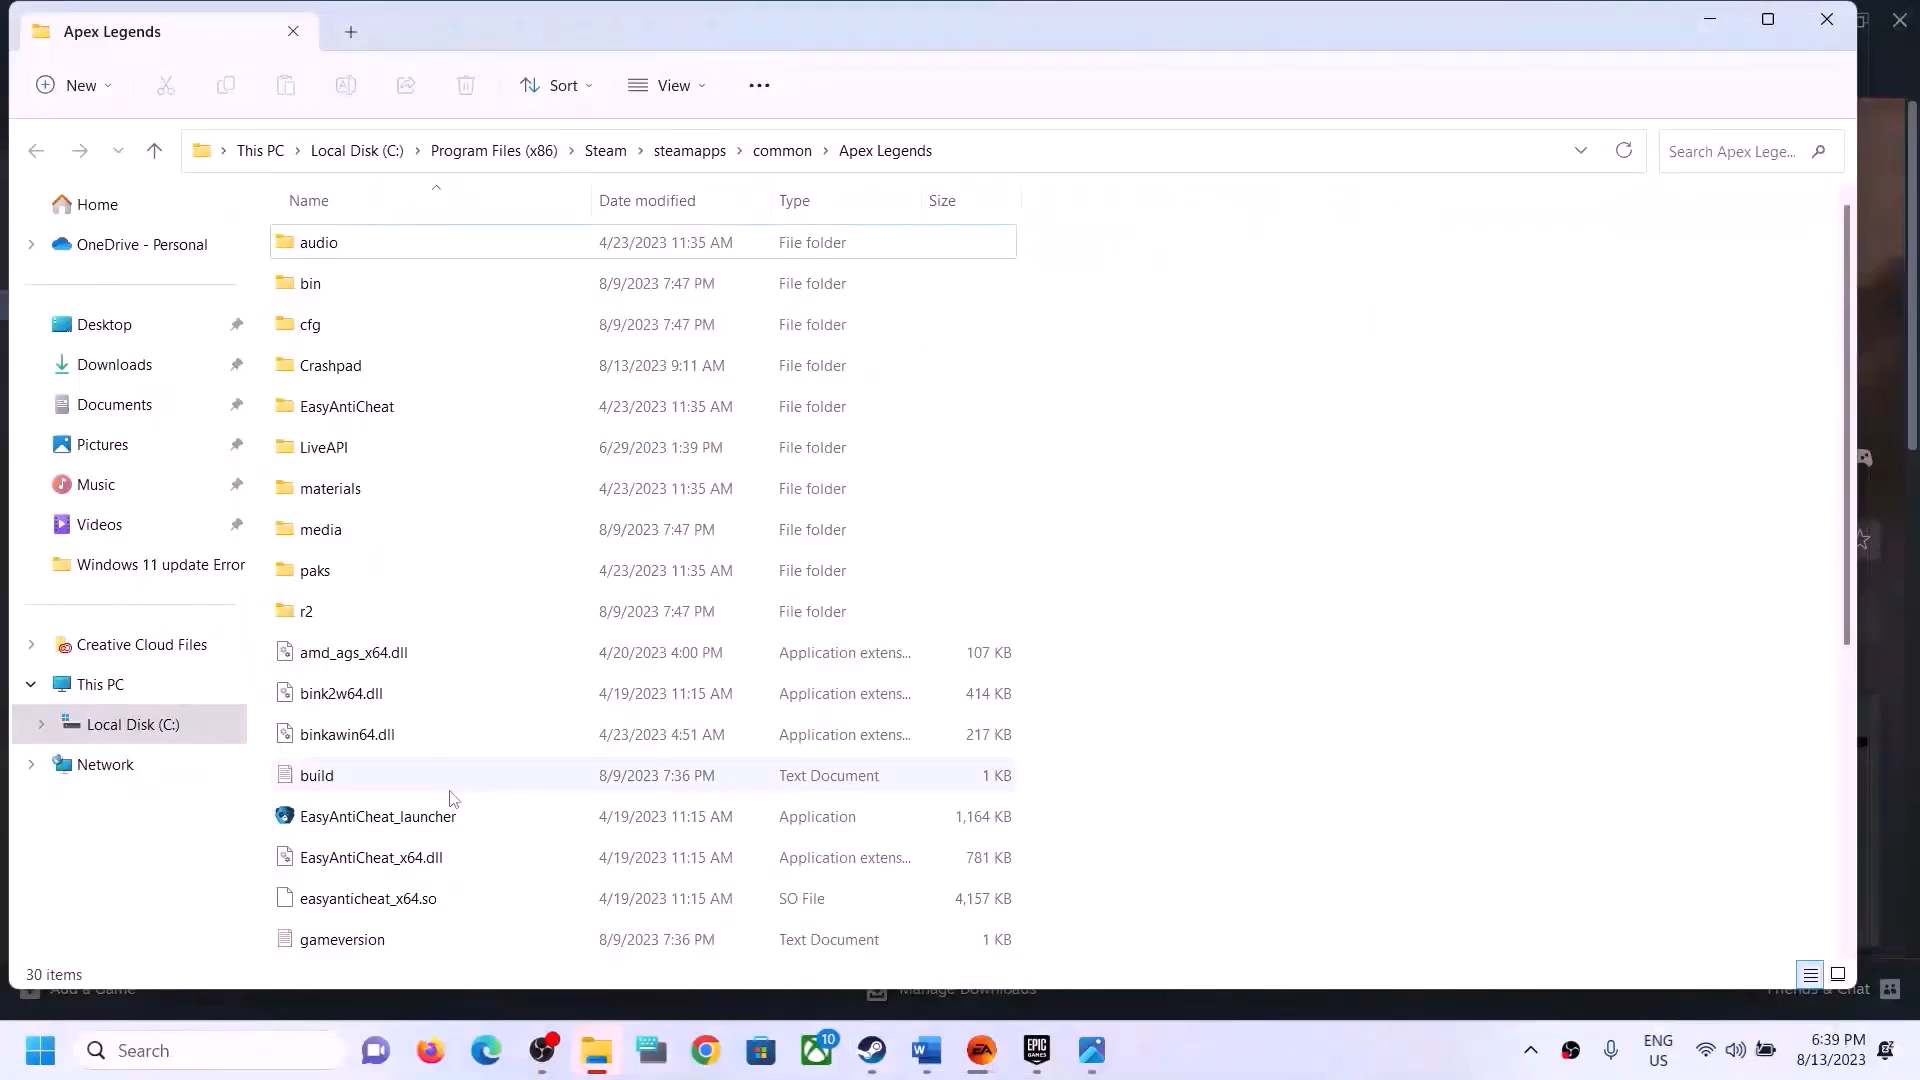 Apex Legends
New
Sort
View
This PC
Local Disk (C:)
Program Files (x86)
Steam
steamapps
common
Apex Legends
Search Apex Lege...
Name
Date modified
Type
Size
Home
OneDrive - Personal
Desktop
Downloads
Documents
Pictures
Music
Videos
Windows 11 update Error
Creative Cloud Files
This PC
Local Disk (C:)
Network
audio 4/23/2023 11:35 AM File folder
bin 8/9/2023 7:47 PM File folder
cfg 8/9/2023 7:47 PM File folder
Crashpad 8/13/2023 9:11 AM File folder
EasyAntiCheat 4/23/2023 11:35 AM File folder
LiveAPI 6/29/2023 1:39 PM File folder
materials 4/23/2023 11:35 AM File folder
media 8/9/2023 7:47 PM File folder
paks 4/23/2023 11:35 AM File folder
r2 8/9/2023 7:47 PM File folder
amd_ags_x64.dll 4/20/2023 4:00 PM Application extens... 107 KB
bink2w64.dll 4/19/2023 11:15 AM Application extens... 414 KB
binkawin64.dll 4/23/2023 4:51 AM Application extens... 217 KB
build 8/9/2023 7:36 PM Text Document 1 KB
EasyAntiCheat_launcher 4/19/2023 11:15 AM Application 1,164 KB
EasyAntiCheat_x64.dll 4/19/2023 11:15 AM Application extens... 781 KB
easyanticheat_x64.so 4/19/2023 11:15 AM SO File 4,157 KB
gameversion 8/9/2023 7:36 PM Text Document 1 KB
30 items
Add a Game
Manage Downloads
Friends & Chat
Search
10
EA
EPIC GAMES
ENG
US
6:39 PM
8/13/2023